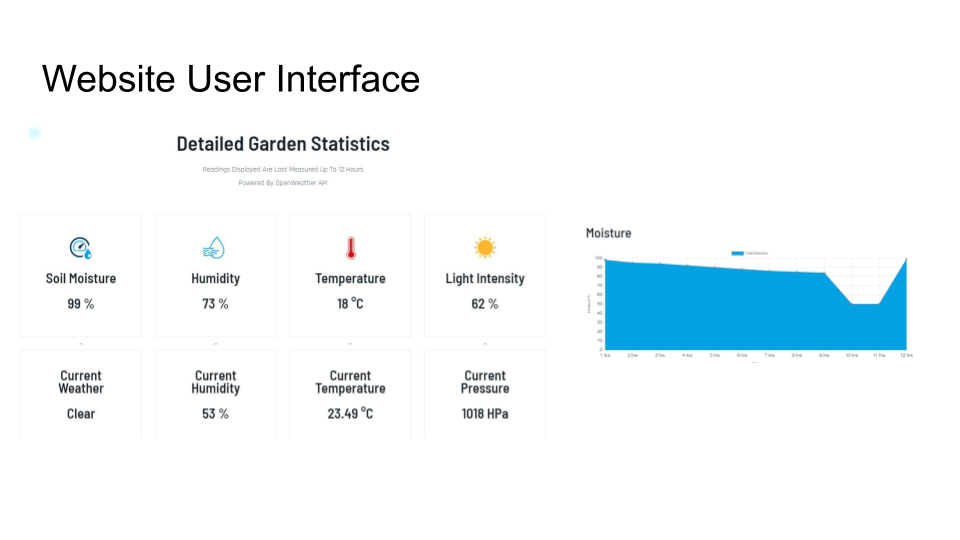 Website User Interface
Detailed Garden Statistics
Readings Displayed Are Last Measured Up To 12 Hours
Powered By OpenWeather API
Soil Moisture
99 %
Humidity
73 %
Temperature
18 °C
Light Intensity
62 %
Current
Weather
Clear
Current
Humidity
53 %
Current
Temperature
23.49 °C
Current
Pressure
1018 HPa
Moisture
100
90
80
70
60
50
40
30
20
10
0
1 hrs 2 hrs 3 hrs 4 hrs 5 hrs 6 hrs 7 hrs 8 hrs 9 hrs 10 hrs 11 hrs 12 hrs